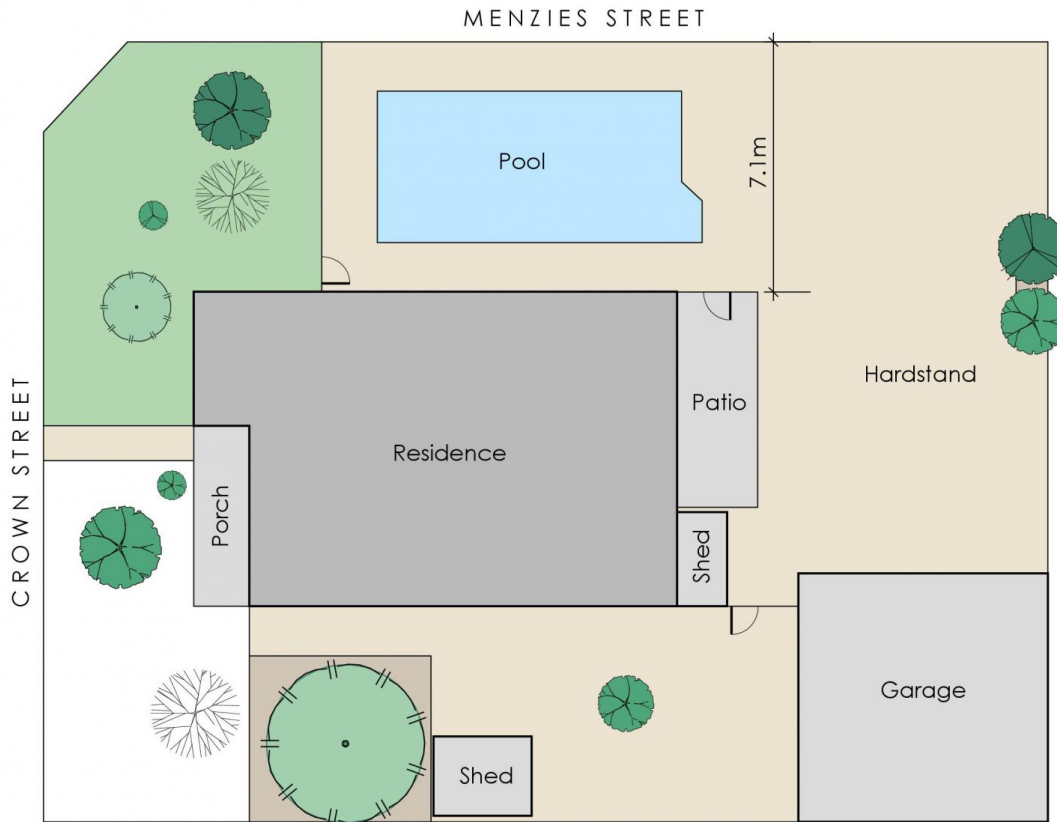 MENZIES STREET
Pool
7.1m
Hardstand
Patio
CROWN STREET
Residence
Porch
Shed
Garage
Shed